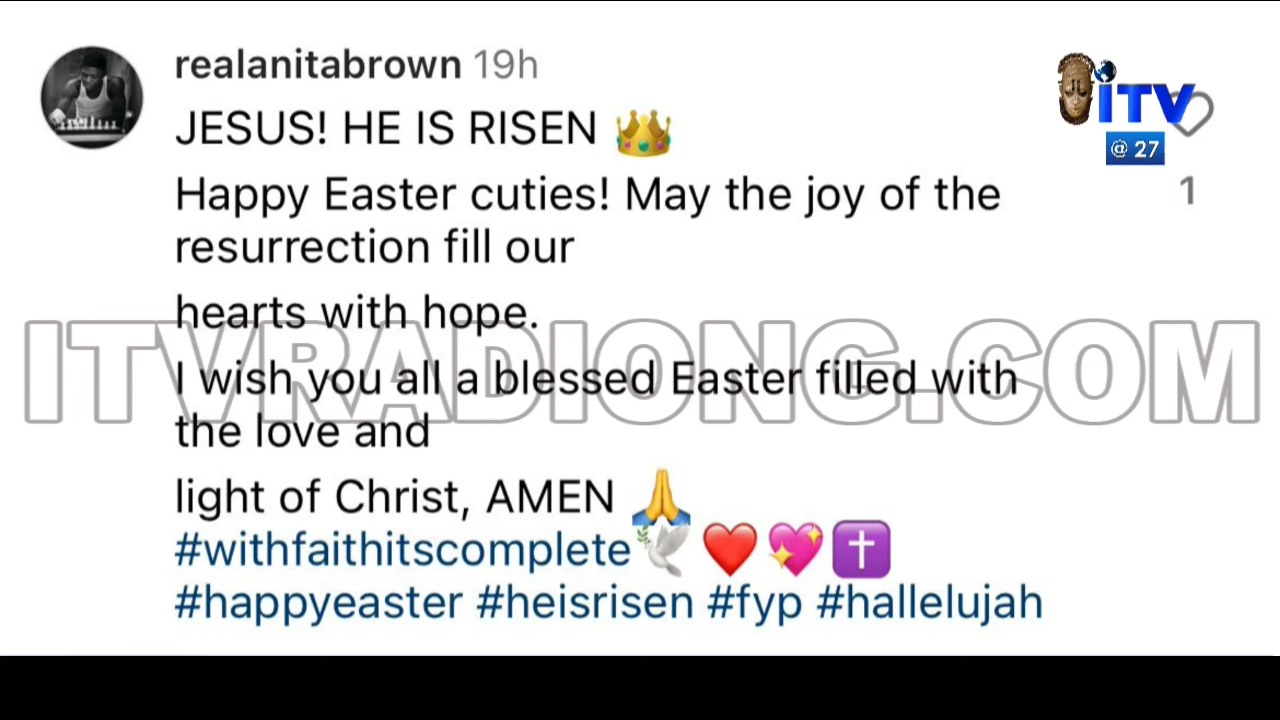 realanitabrown 19h
JESUS! HE IS RISEN 👑
Happy Easter cuties! May the joy of the
resurrection fill our
hearts with hope.
I wish you all a blessed Easter filled with
the love and
light of Christ, AMEN 🙏
#withfaithitscomplete🕊️❤️💖✝️
#happyeaster #heisrisen #fyp #hallelujah
1
iTV
@ 27
ITVRADIONG.COM